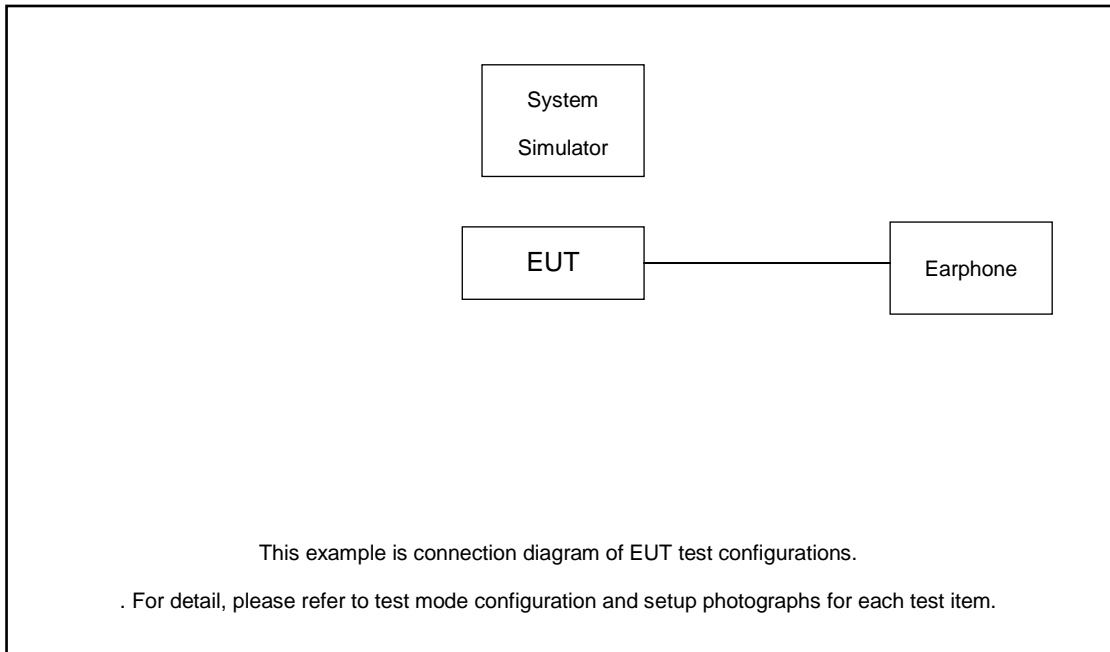 System
Simulator
EUT
Earphone
This example is connection diagram of EUT test configurations.
. For detail, please refer to test mode configuration and setup photographs for each test item.